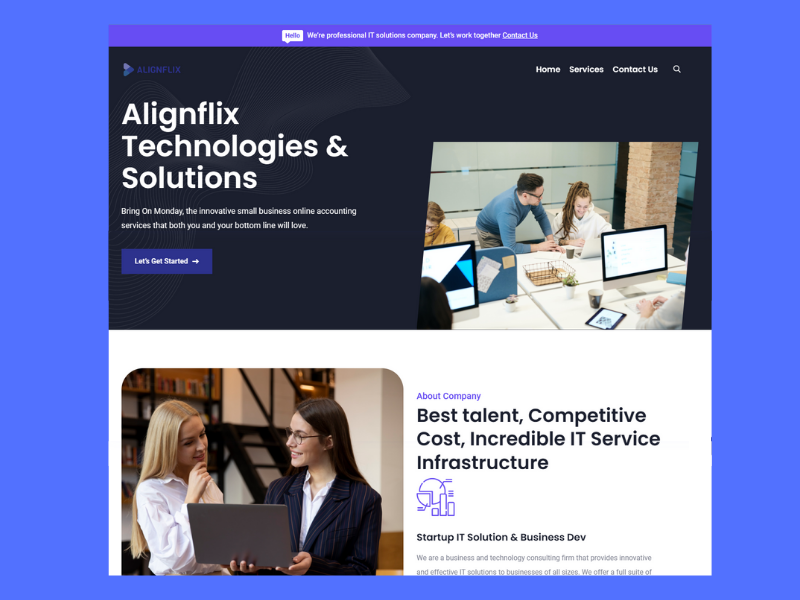 Hello We're professional IT solutions company. Let's work together Contact Us
ALIGNFLIX
Home Services Contact Us
Alignflix
Technologies &
Solutions
Bring On Monday, the innovative small business online accounting
services that both you and your bottom line will love.
Let's Get Started →
About Company
Best talent, Competitive
Cost, Incredible IT Service
Infrastructure
Startup IT Solution & Business Dev
We are a business and technology consulting firm that provides innovative
and effective IT solutions to businesses of all sizes. We offer a full suite of